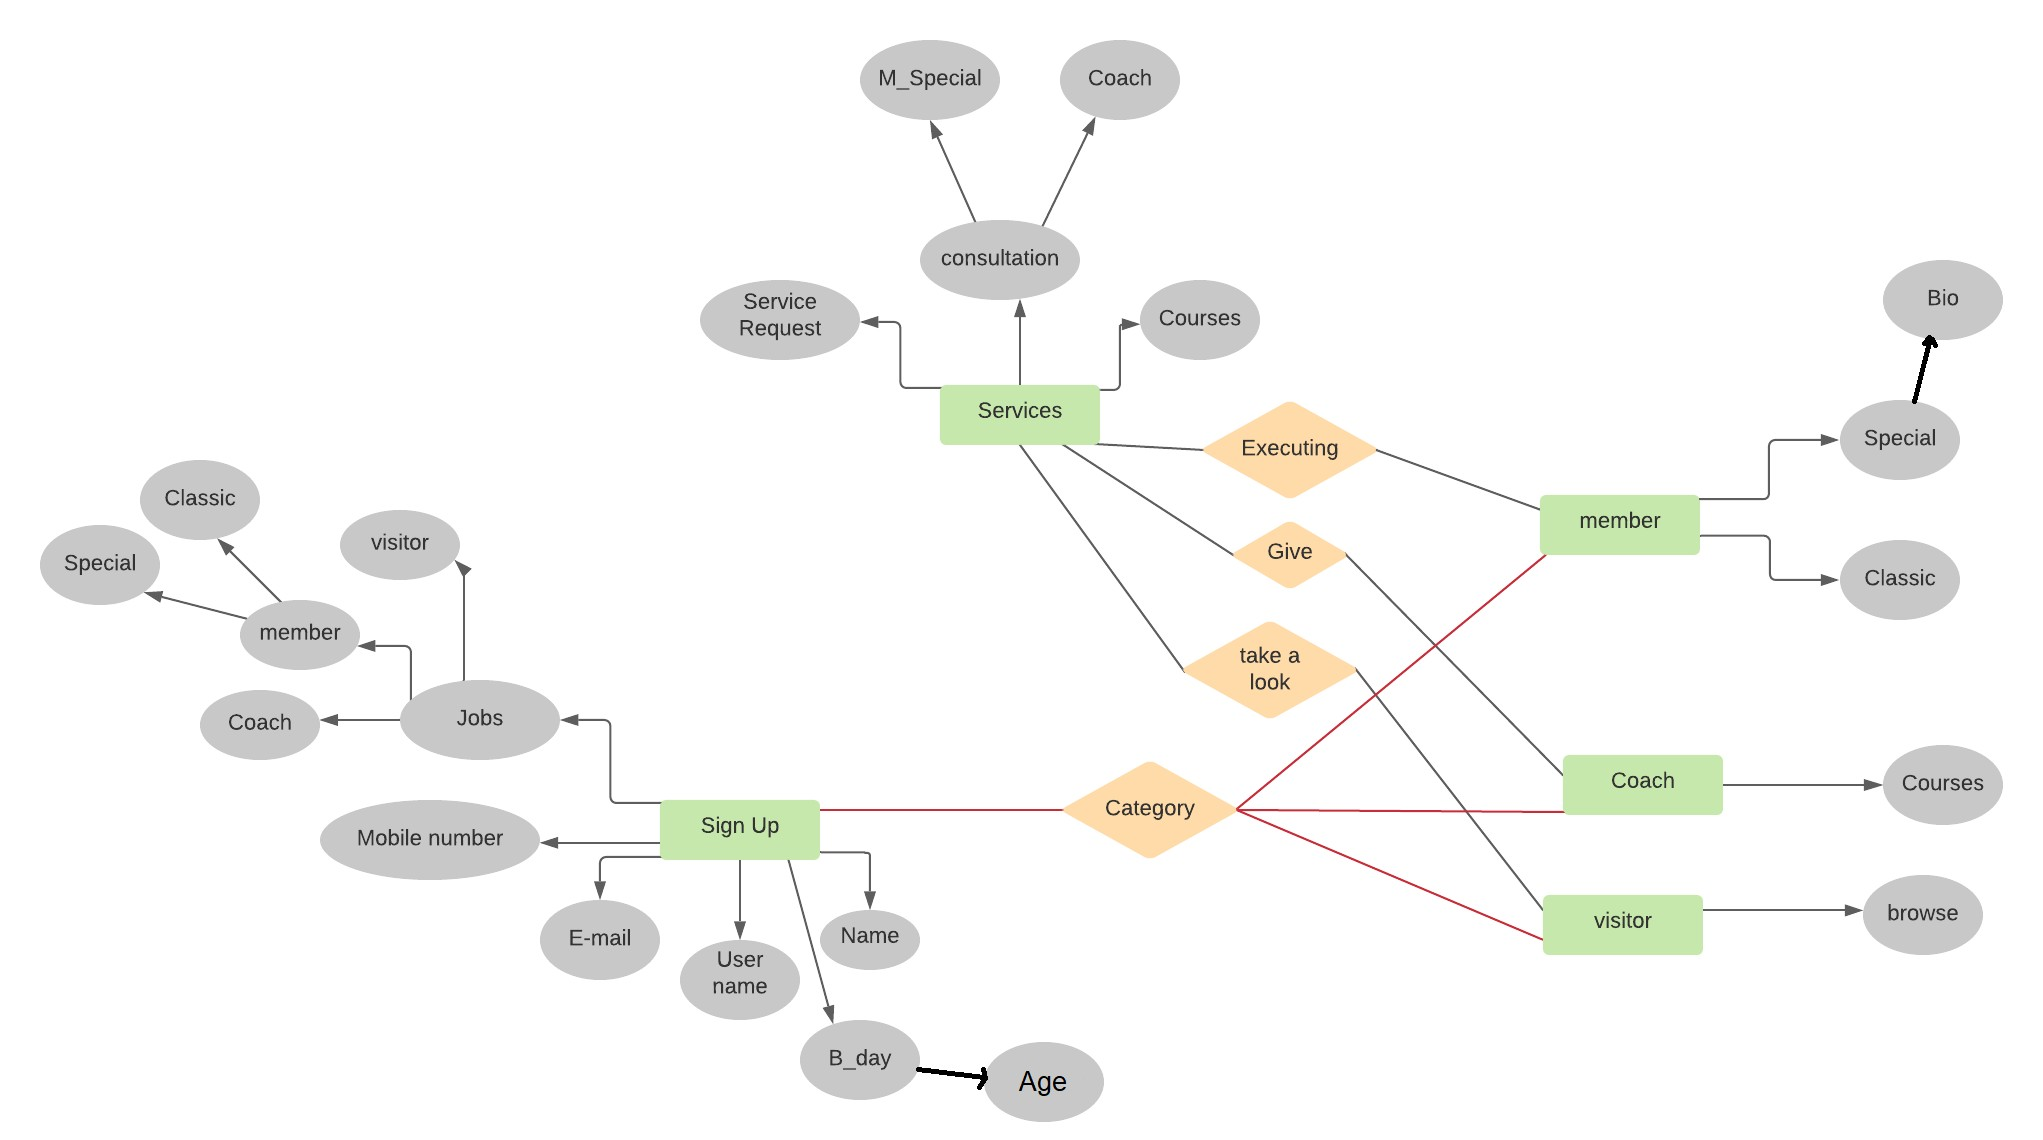 M_Special
Coach
consultation
Service
Request
Courses
Bio
Services
Executing
Special
Classic
Special
visitor
member
Give
member
Classic
take a
look
Coach
Jobs
Coach
Courses
Mobile number
Sign Up
Category
visitor
browse
E-mail
User
name
Name
B_day
Age